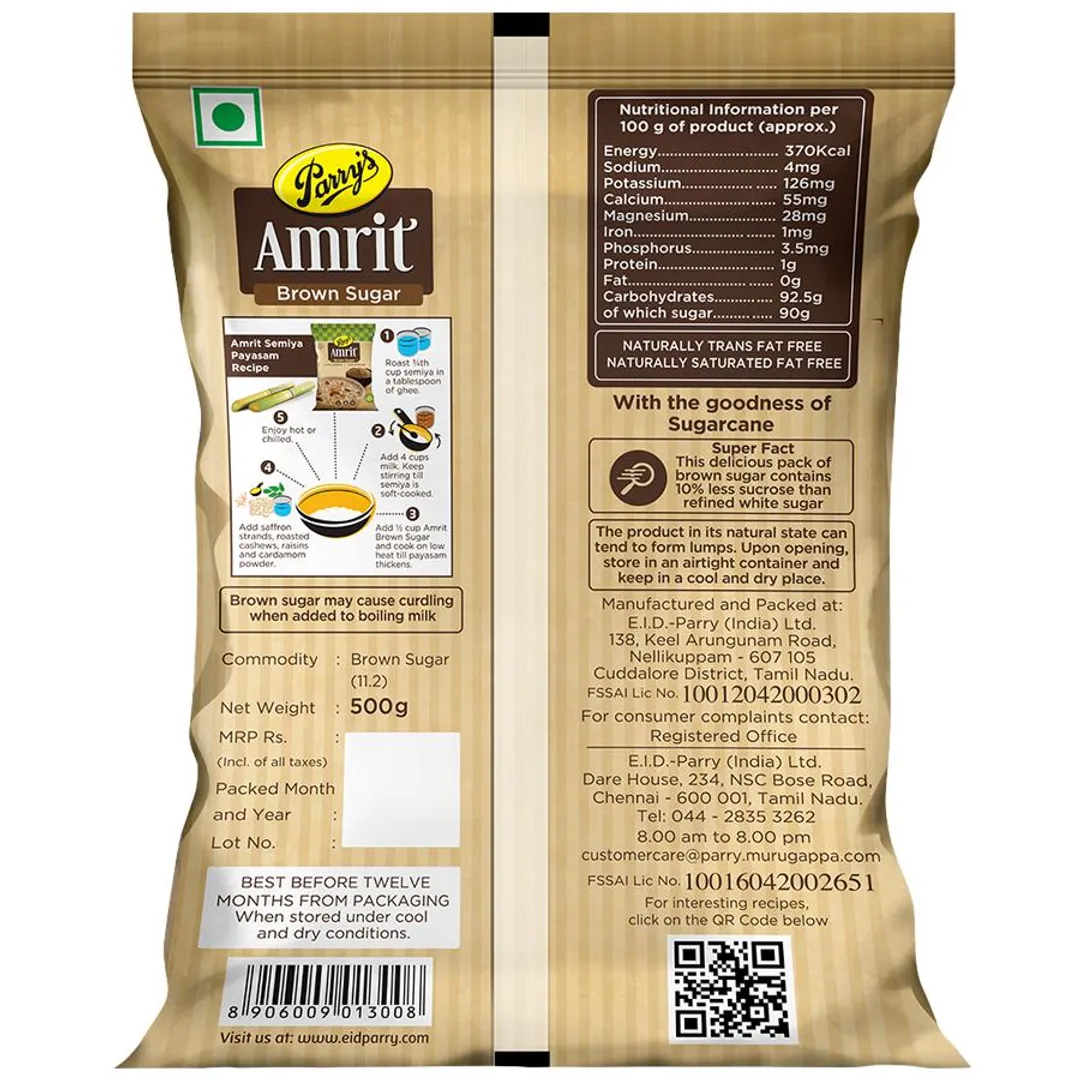 Parry's
Amrit
Brown Sugar
Amrit Semiya
Payasam
Recipe
Parry's
Amrit
1
Roast ¾th
cup semiya in
a tablespoon
of ghee.
2
Add 4 cups
milk. Keep
stirring till
semiya is
soft-cooked.
3
Add ½ cup Amrit
Brown Sugar
and cook on low
heat till payasam
thickens.
4
Add saffron
strands, roasted
cashews, raisins
and cardamom
powder.
5
Enjoy hot or
chilled.
Brown sugar may cause curdling
when added to boiling milk
Commodity : Brown Sugar
(11.2)
Net Weight : 500g
MRP Rs. :
(Incl. of all taxes)
Packed Month
and Year :
Lot No. :
BEST BEFORE TWELVE
MONTHS FROM PACKAGING
When stored under cool
and dry conditions.
8 906009 013008
Visit us at: www.eidparry.com
Nutritional Information per
100 g of product (approx.)
Energy............................ 370Kcal
Sodium........................... 4mg
Potassium...................... ..... 126mg
Calcium........................... 55mg
Magnesium................... ..... 28mg
Iron............................ ..... 1mg
Phosphorus.................... 3.5mg
Protein........................... 1g
Fat............................ ..... 0g
Carbohydrates............ .... 92.5g
of which sugar......... ..... 90g
NATURALLY TRANS FAT FREE
NATURALLY SATURATED FAT FREE
With the goodness of
Sugarcane
Super Fact
This delicious pack of
brown sugar contains
10% less sucrose than
refined white sugar
The product in its natural state can
tend to form lumps. Upon opening,
store in an airtight container and
keep in a cool and dry place.
Manufactured and Packed at:
E.I.D.-Parry (India) Ltd.
138, Keel Arungunam Road,
Nellikuppam - 607 105
Cuddalore District, Tamil Nadu.
FSSAI Lic No. 10012042000302
For consumer complaints contact:
Registered Office
E.I.D.-Parry (India) Ltd.
Dare House, 234, NSC Bose Road,
Chennai - 600 001, Tamil Nadu.
Tel: 044 - 2835 3262
8.00 am to 8.00 pm
customercare@parry.murugappa.com
FSSAI Lic No. 10016042002651
For interesting recipes,
click on the QR Code below